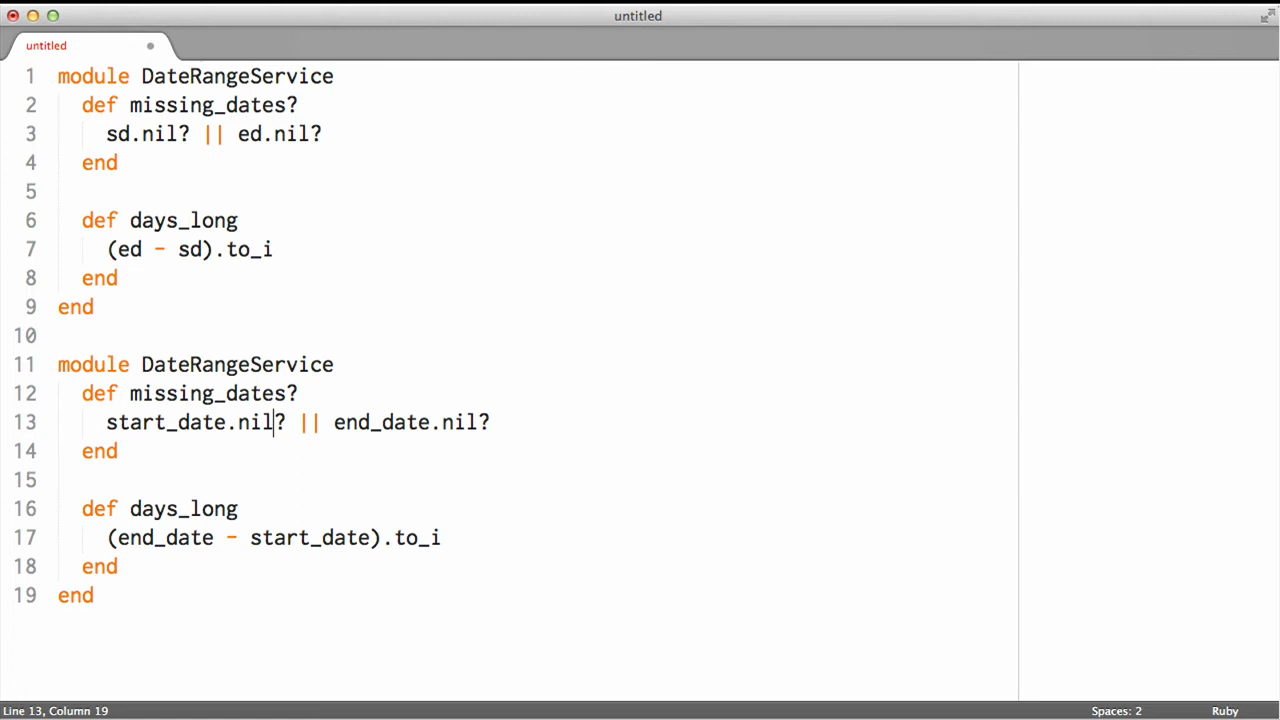 untitled
untitled
1 module DateRangeService
2   def missing_dates?
3     sd.nil? || ed.nil?
4   end
5
6   def days_long
7     (ed - sd).to_i
8   end
9 end
10
11 module DateRangeService
12   def missing_dates?
13     start_date.nil? || end_date.nil?
14   end
15
16   def days_long
17     (end_date - start_date).to_i
18   end
19 end
Line 13, Column 19 Spaces: 2 Ruby